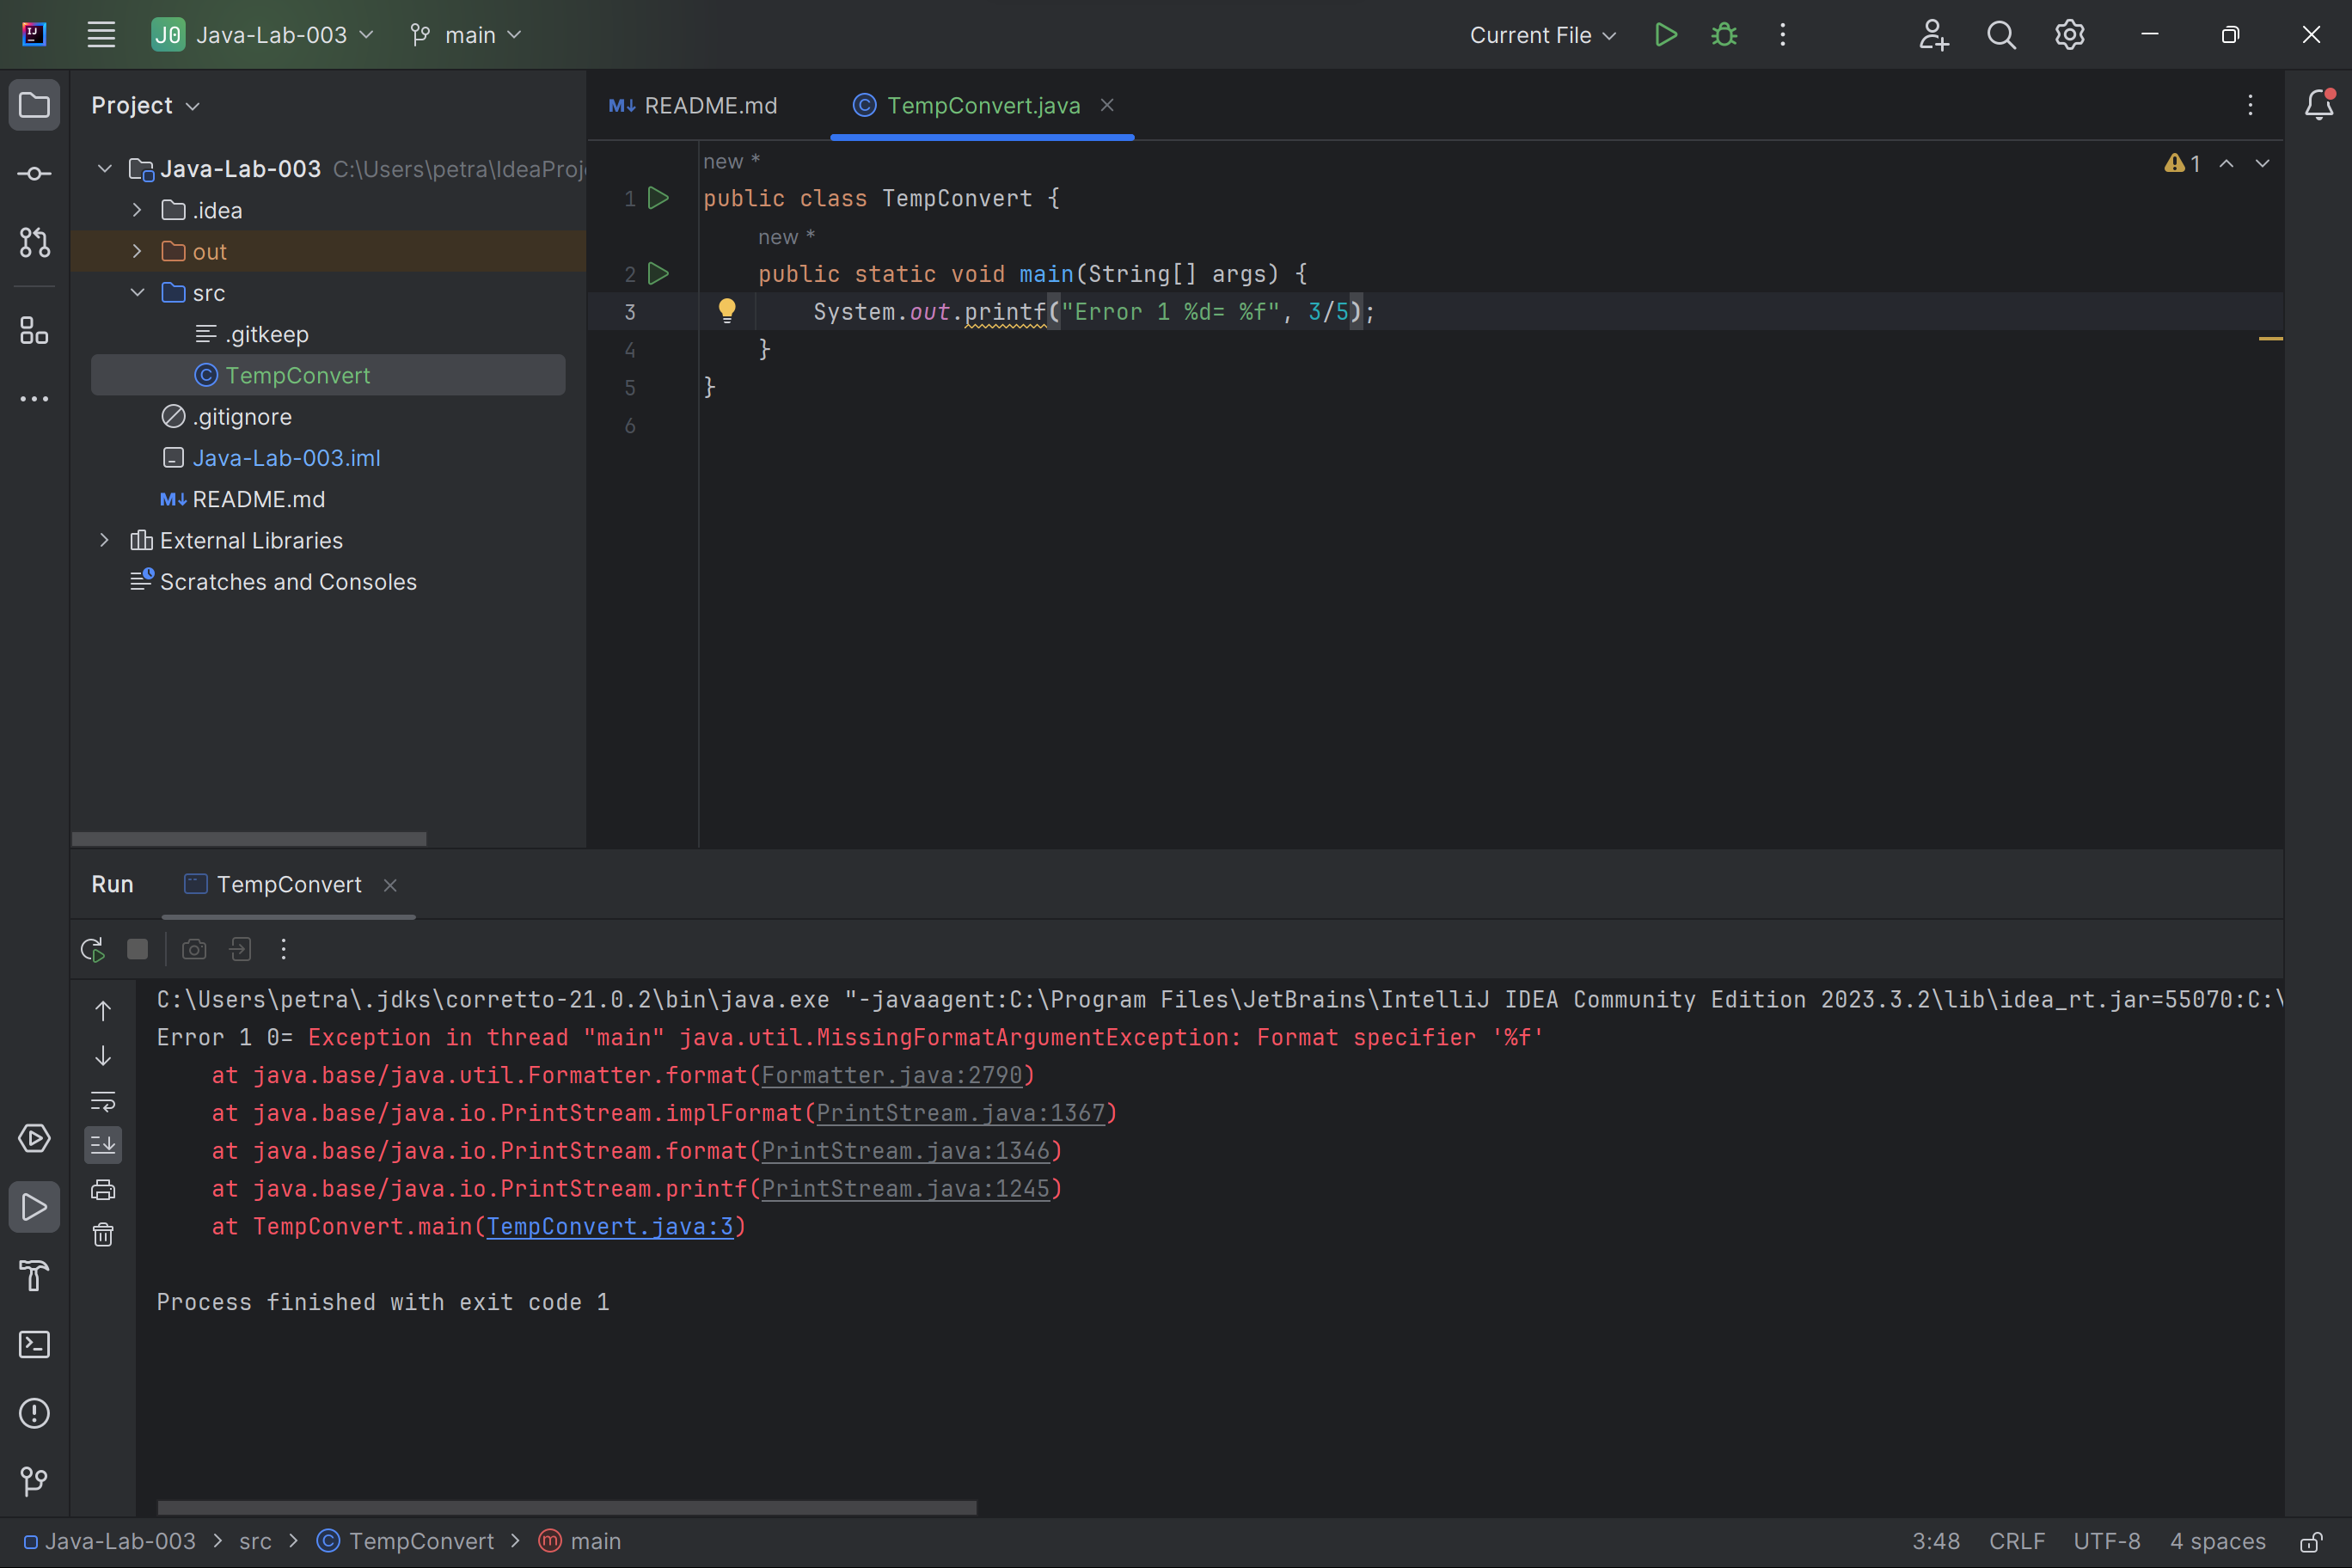 J0 Java-Lab-003 main Current File
Project
README.md TempConvert.java
Java-Lab-003 C:\Users\petra\IdeaProj
.idea
out
src
.gitkeep
TempConvert
.gitignore
Java-Lab-003.iml
M↓ README.md
External Libraries
Scratches and Consoles
new *
1
1 public class TempConvert {
new *
2 public static void main(String[] args) {
3 System.out.printf("Error 1 %d= %f", 3/5);
4 }
5 }
6
Run TempConvert
C:\Users\petra\.jdks\corretto-21.0.2\bin\java.exe "-javaagent:C:\Program Files\JetBrains\IntelliJ IDEA Community Edition 2023.3.2\lib\idea_rt.jar=55070:C:\
Error 1 0= Exception in thread "main" java.util.MissingFormatArgumentException: Format specifier '%f'
at java.base/java.util.Formatter.format(Formatter.java:2790)
at java.base/java.io.PrintStream.implFormat(PrintStream.java:1367)
at java.base/java.io.PrintStream.format(PrintStream.java:1346)
at java.base/java.io.PrintStream.printf(PrintStream.java:1245)
at TempConvert.main(TempConvert.java:3)
Process finished with exit code 1
Java-Lab-003 > src > TempConvert > main 3:48 CRLF UTF-8 4 spaces